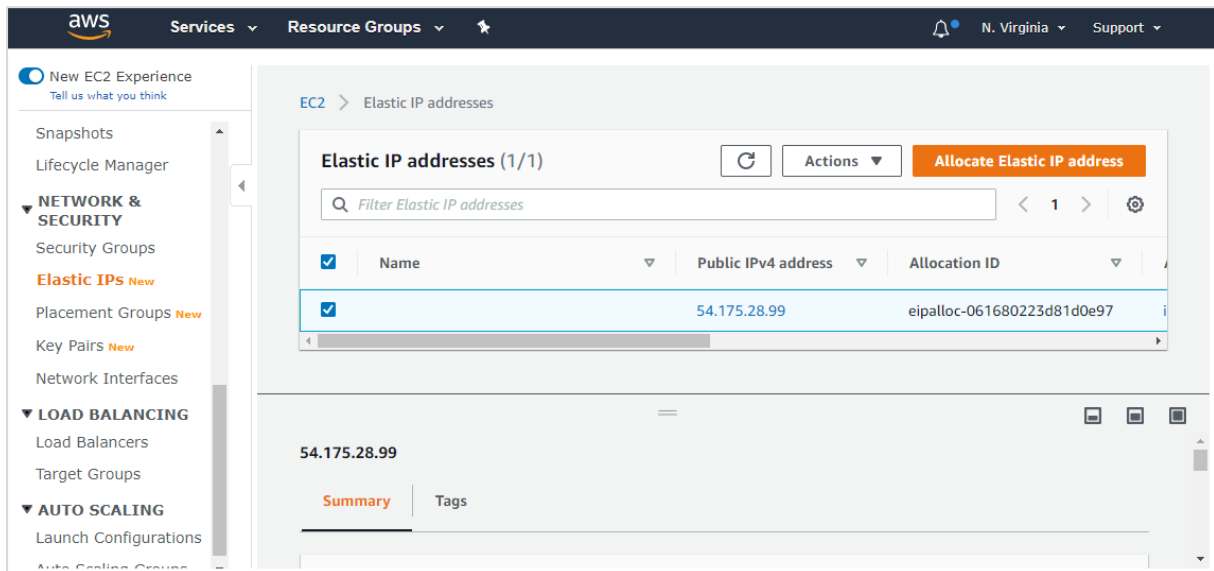 aws Services Resource Groups N. Virginia Support
New EC2 Experience
Tell us what you think
Snapshots
Lifecycle Manager
NETWORK &
SECURITY
Security Groups
Elastic IPs New
Placement Groups New
Key Pairs New
Network Interfaces
LOAD BALANCING
Load Balancers
Target Groups
AUTO SCALING
Launch Configurations
Auto Scaling Groups
EC2 > Elastic IP addresses
Elastic IP addresses (1/1) Actions Allocate Elastic IP address
Filter Elastic IP addresses 1
Name Public IPv4 address Allocation ID
54.175.28.99 eipalloc-061680223d81d0e97
54.175.28.99
Summary Tags